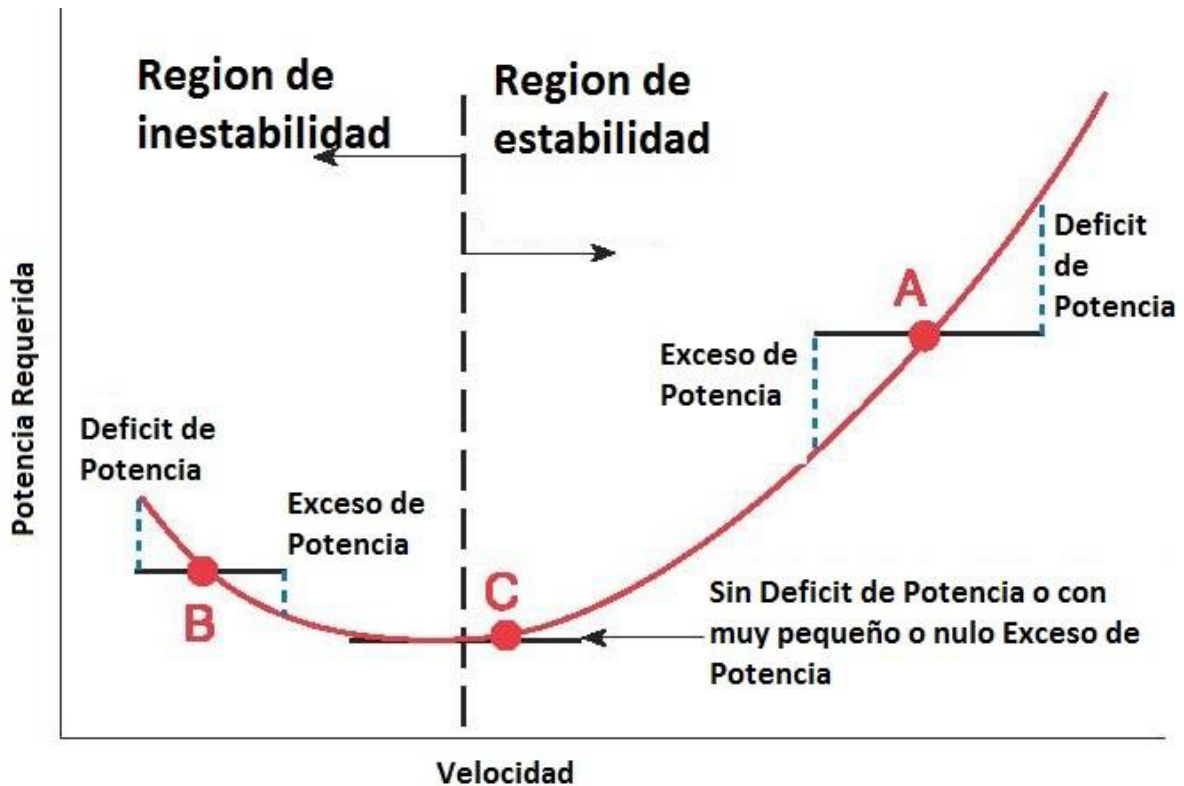 Region de
inestabilidad
Region de
estabilidad
Deficit
de
Potencia
A
Exceso de
Potencia
Potencia Requerida
Deficit de
Potencia
Exceso de
Potencia
B
C
Sin Deficit de Potencia o con
muy pequeño o nulo Exceso de
Potencia
Velocidad